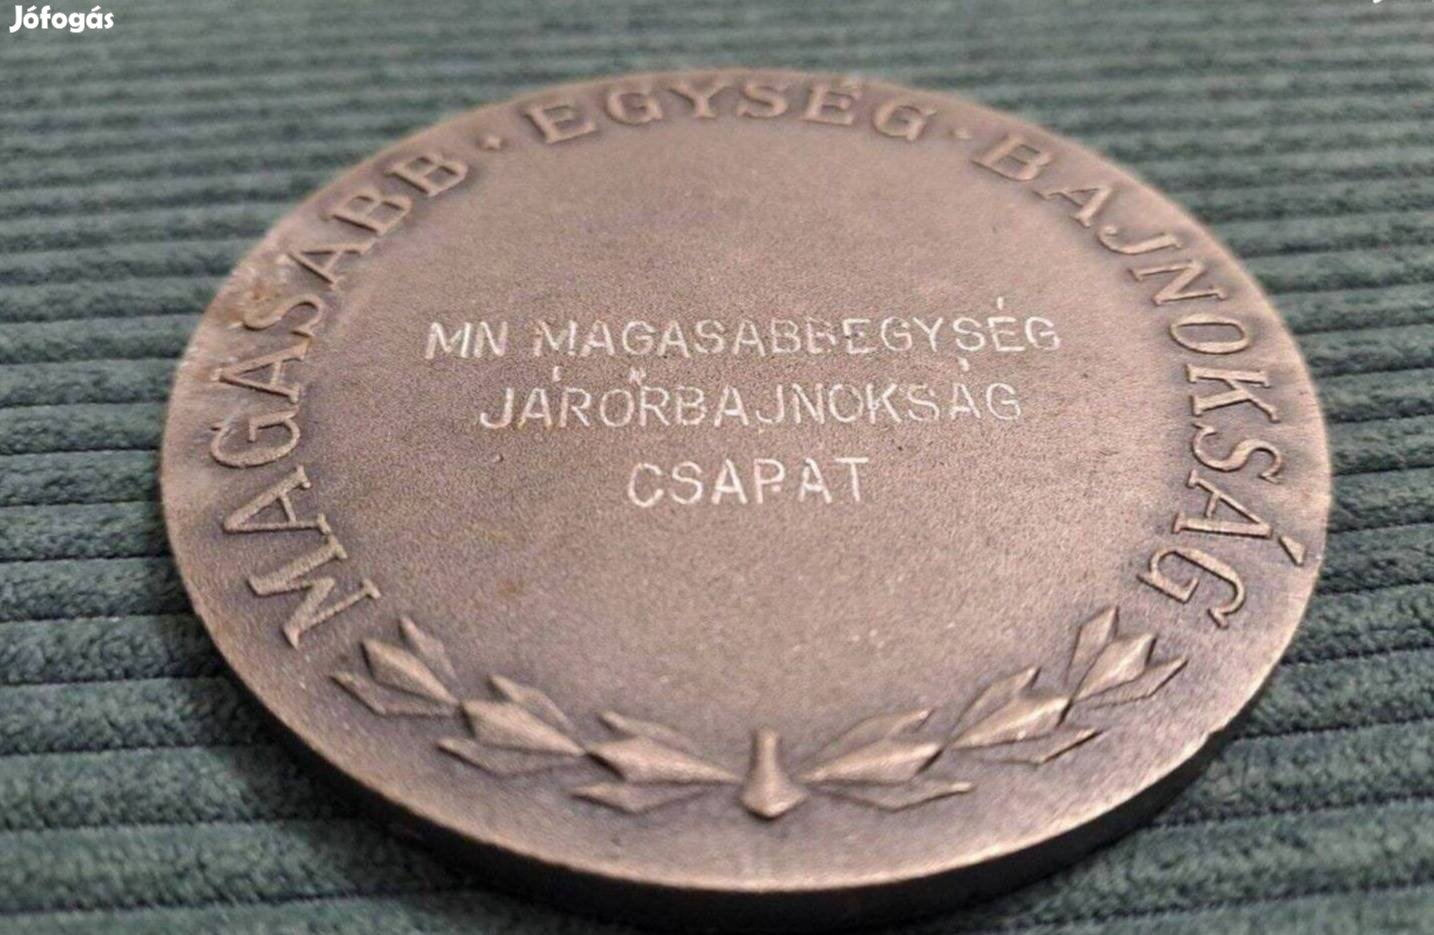 Jófogás
MAGASABB · EGYSÉG · BAJNOKSÁG
MN MAGASABBEGYSÉG
JÁRŐRBAJNOKSÁG
CSAPAT